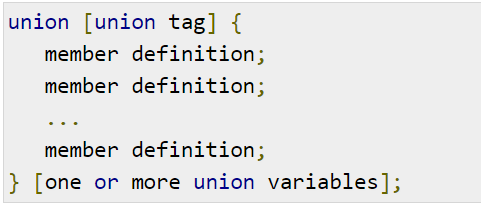 union [union tag] {
   member definition;
   member definition;
   ...
   member definition;
} [one or more union variables];